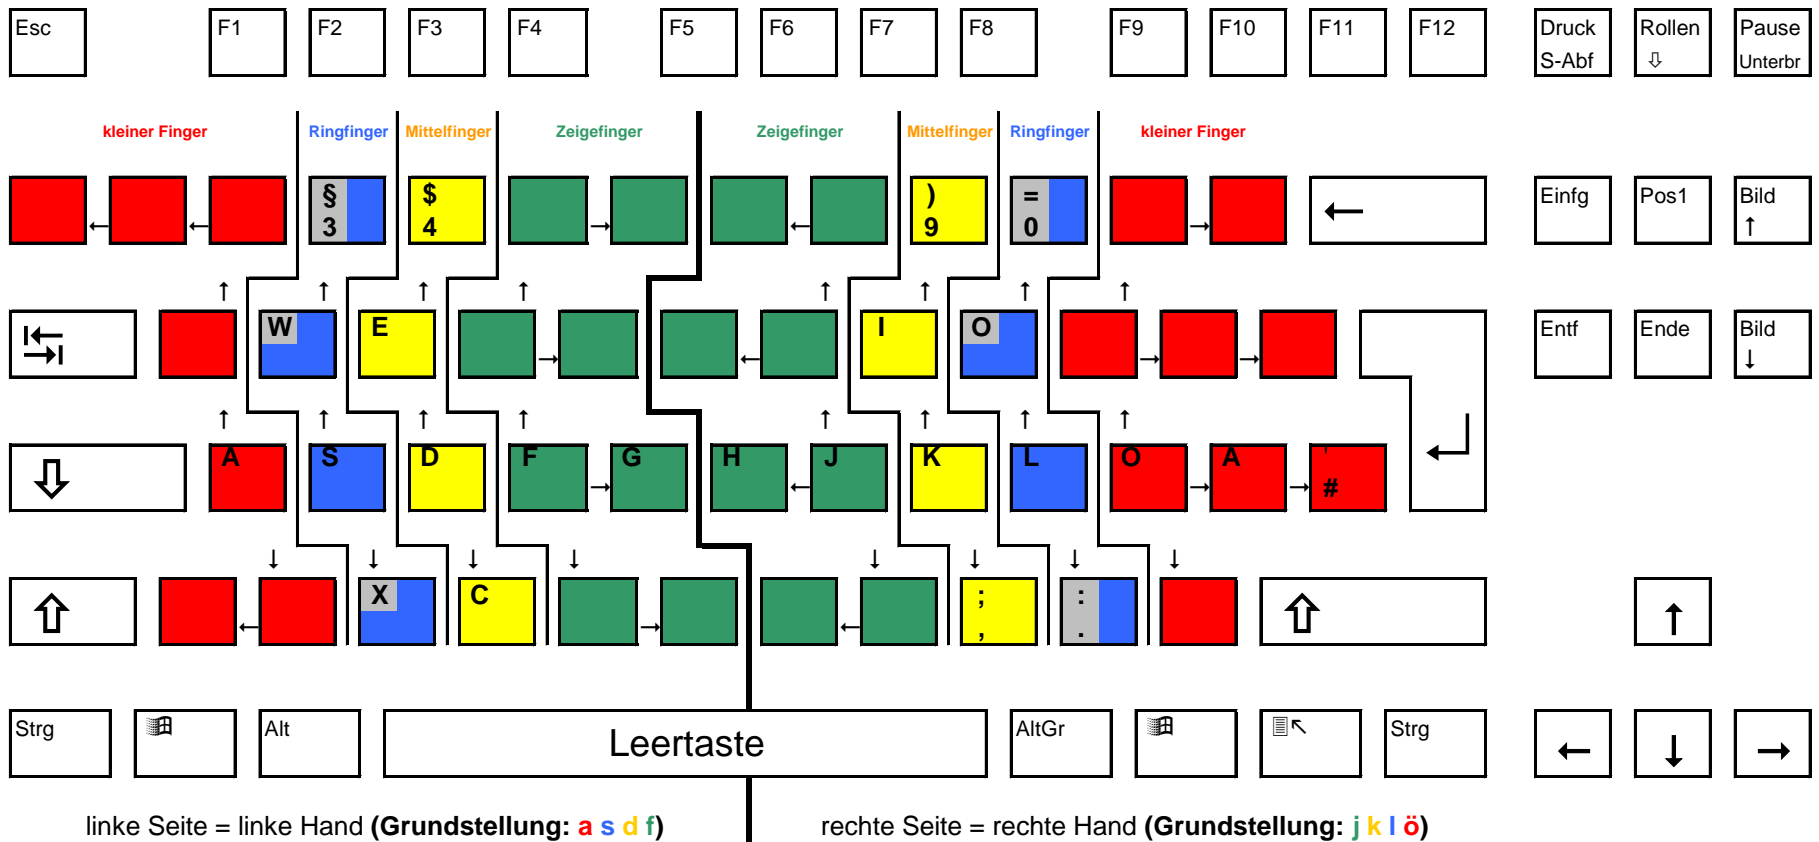 Esc F1 F2 F3 F4 F5 F6 F7 F8 F9 F10 F11 F12 Druck Rollen Pause
S-Abf ⇩ Unterbr
kleiner Finger Ringfinger Mittelfinger Zeigefinger Zeigefinger Mittelfinger Ringfinger kleiner Finger
§ $ ) = Einfg Pos1 Bild
3 4 9 0 ← ↑
W E I O Entf Ende Bild
↓
A S D F G H J K L O A '
#
X C ; :
, .
Strg Alt Leertaste AltGr Strg
linke Seite = linke Hand (Grundstellung: a s d f) rechte Seite = rechte Hand (Grundstellung: j k l ö)